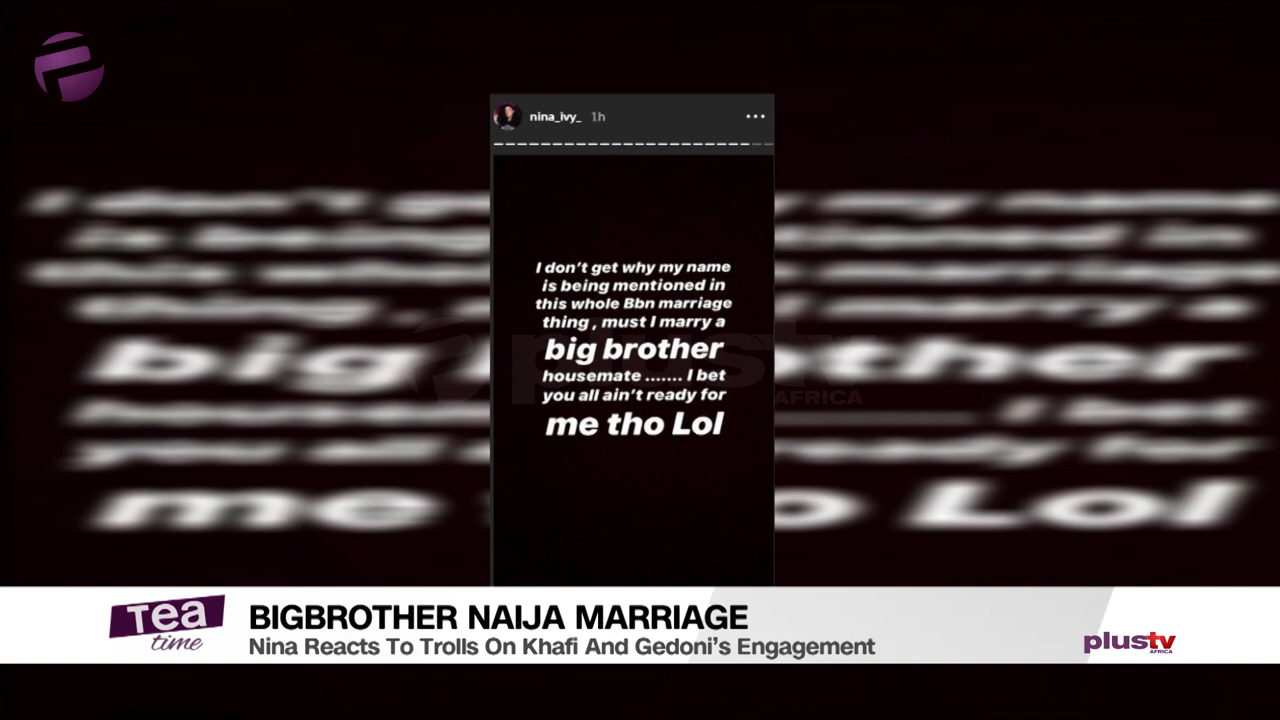 nina_ivy_ 1h
I don't get why my name
is being mentioned in
this whole Bbn marriage
thing , must I marry a
big brother
housemate ....... I bet
you all ain't ready for
me tho Lol
plustv
AFRICA
Tea
time
BIGBROTHER NAIJA MARRIAGE
Nina Reacts To Trolls On Khafi And Gedoni's Engagement
plustv
AFRICA